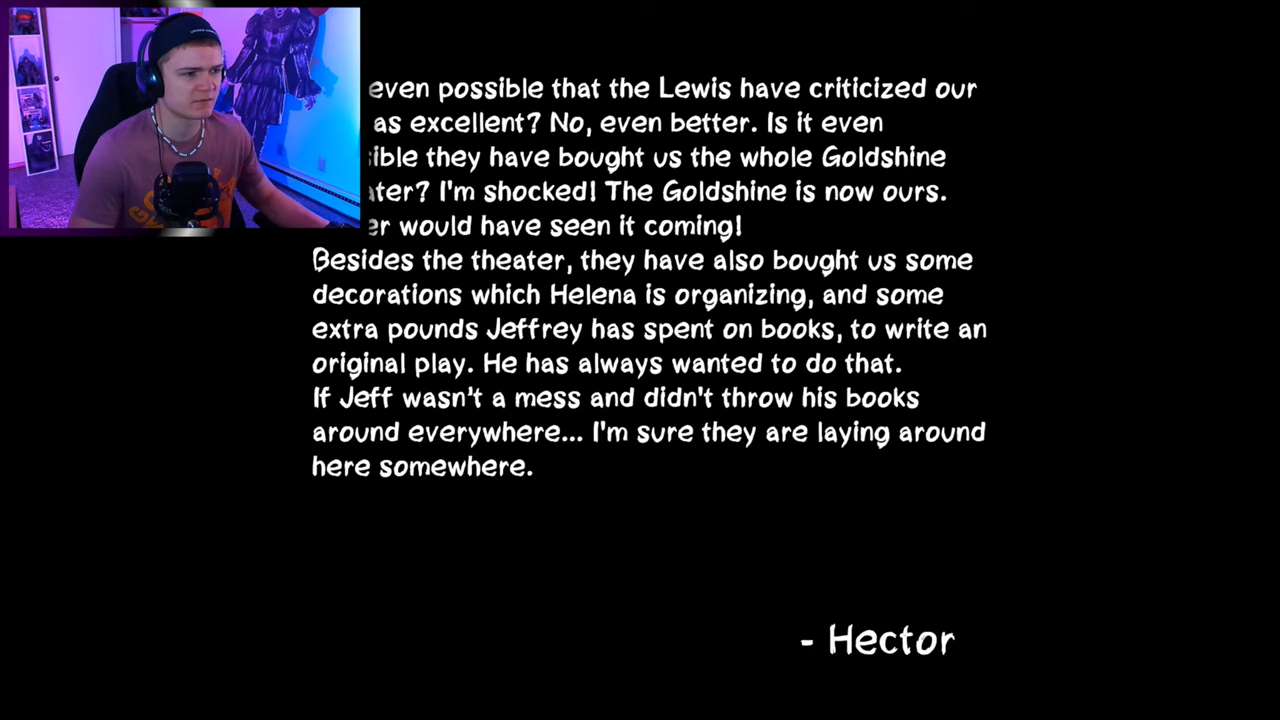 even possible that the Lewis have criticized our
as excellent? No, even better. Is it even
they have bought us the whole Goldshine
I'm shocked! The Goldshine is now ours.
would have seen it coming!
Besides the theater, they have also bought us some
decorations which Helena is organizing, and some
extra pounds Jeffrey has spent on books, to write an
original play. He has always wanted to do that.
If Jeff wasn't a mess and didn't throw his books
around everywhere... I'm sure they are laying around
here somewhere.
- Hector